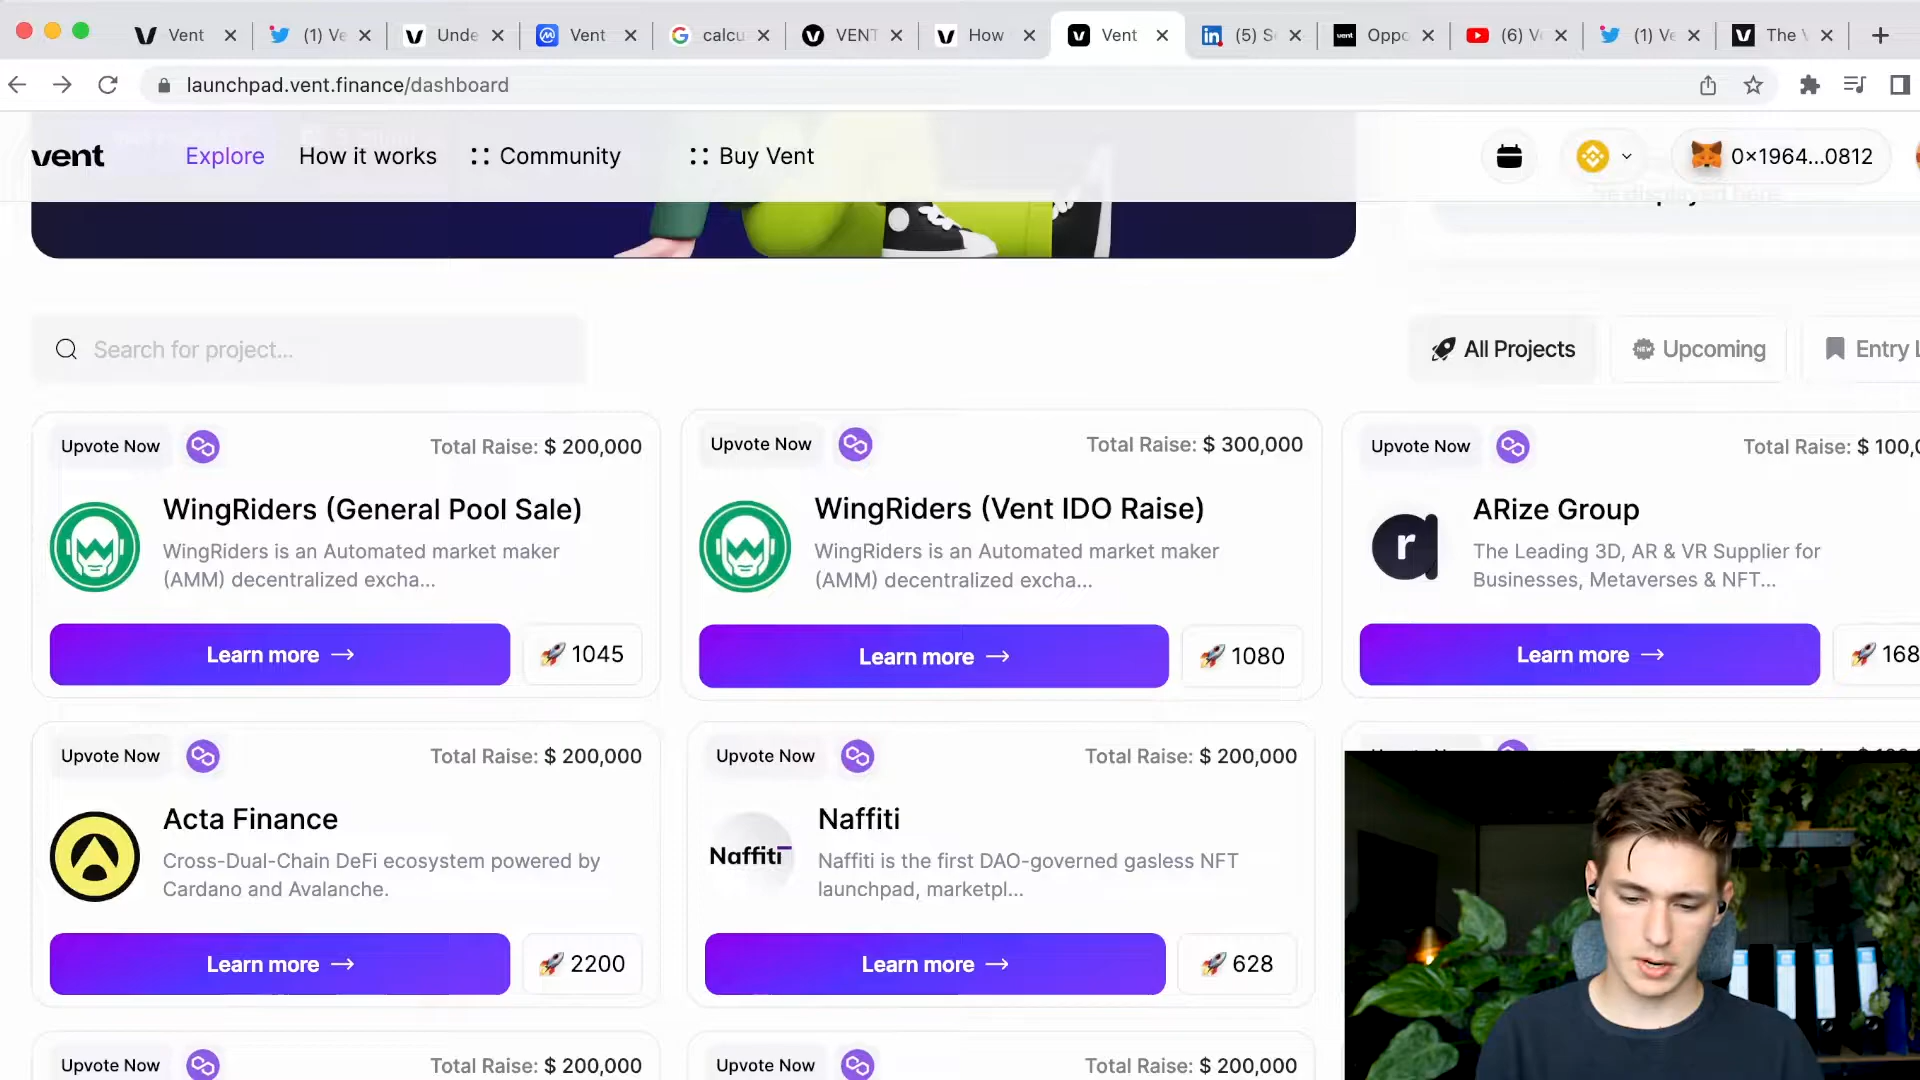 Vent
(1) Ve
Unde
Vent
calcu
VENT
How
Vent
(5) S
Oppo
(6) V
(1) Ve
The V
launchpad.vent.finance/dashboard
vent
Explore
How it works
Community
Buy Vent
0×1964...0812
Search for project...
All Projects
Upcoming
Entry L
Upvote Now
Total Raise: $ 200,000
WingRiders (General Pool Sale)
WingRiders is an Automated market maker
(AMM) decentralized excha...
Learn more →
1045
Upvote Now
Total Raise: $ 300,000
WingRiders (Vent IDO Raise)
WingRiders is an Automated market maker
(AMM) decentralized excha...
Learn more →
1080
Upvote Now
Total Raise: $ 100,0
ARize Group
The Leading 3D, AR & VR Supplier for
Businesses, Metaverses & NFT...
Learn more →
168
Upvote Now
Total Raise: $ 200,000
Acta Finance
Cross-Dual-Chain DeFi ecosystem powered by
Cardano and Avalanche.
Learn more →
2200
Upvote Now
Total Raise: $ 200,000
Naffiti
Naffiti
Naffiti is the first DAO-governed gasless NFT
launchpad, marketpl...
Learn more →
628
Upvote Now
Total Raise: $ 200,000
Upvote Now
Total Raise: $ 200,000